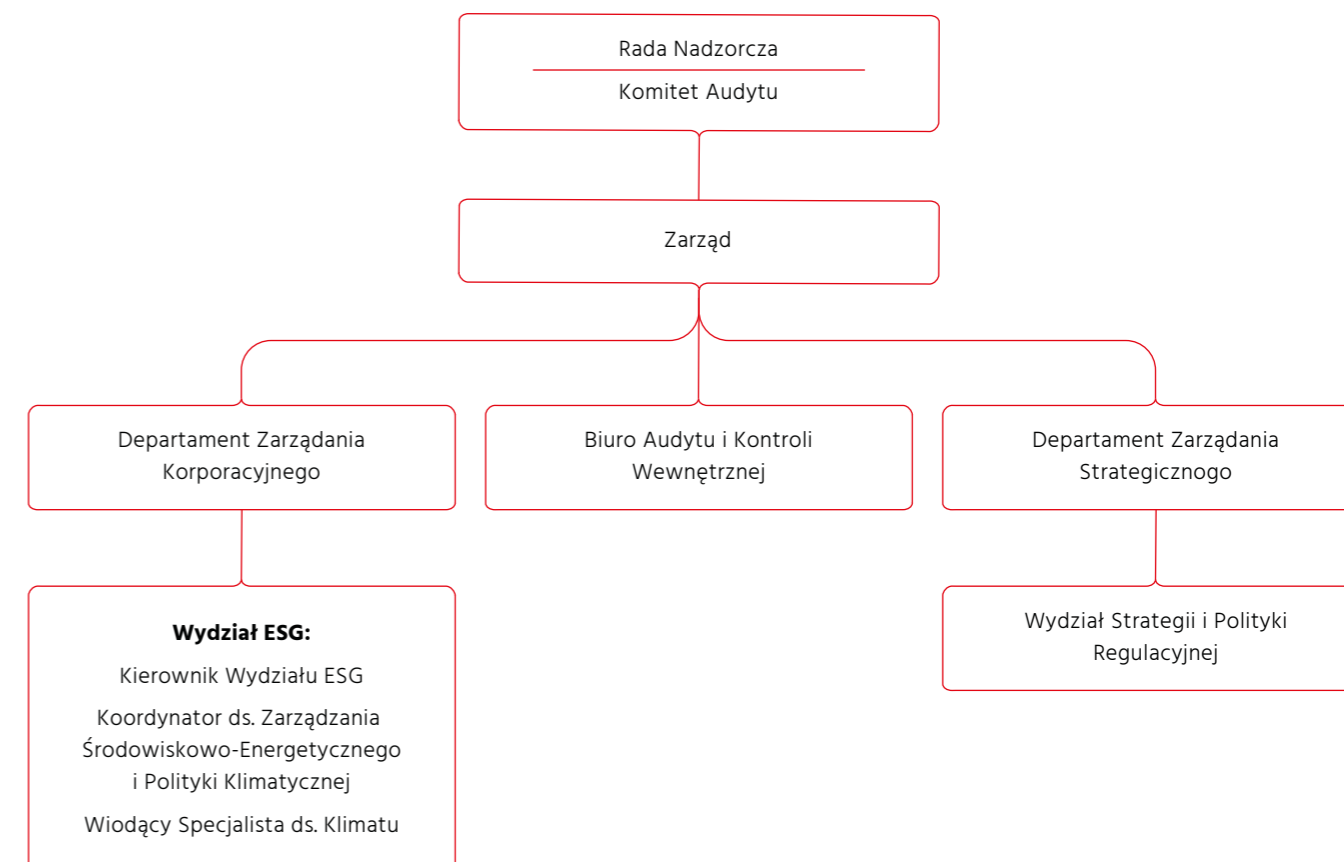 Rada Nadzorcza
Komitet Audytu
Zarząd
Departament Zarządania
Korporacyjnego
Biuro Audytu i Kontroli
Wewnętrznej
Departament Zarządania
Strategicznogo
Wydział ESG:
Kierownik Wydziału ESG
Koordynator ds. Zarządzania
Środowiskowo-Energetycznego
i Polityki Klimatycznej
Wiodący Specjalista ds. Klimatu
Wydział Strategii i Polityki
Regulacyjnej